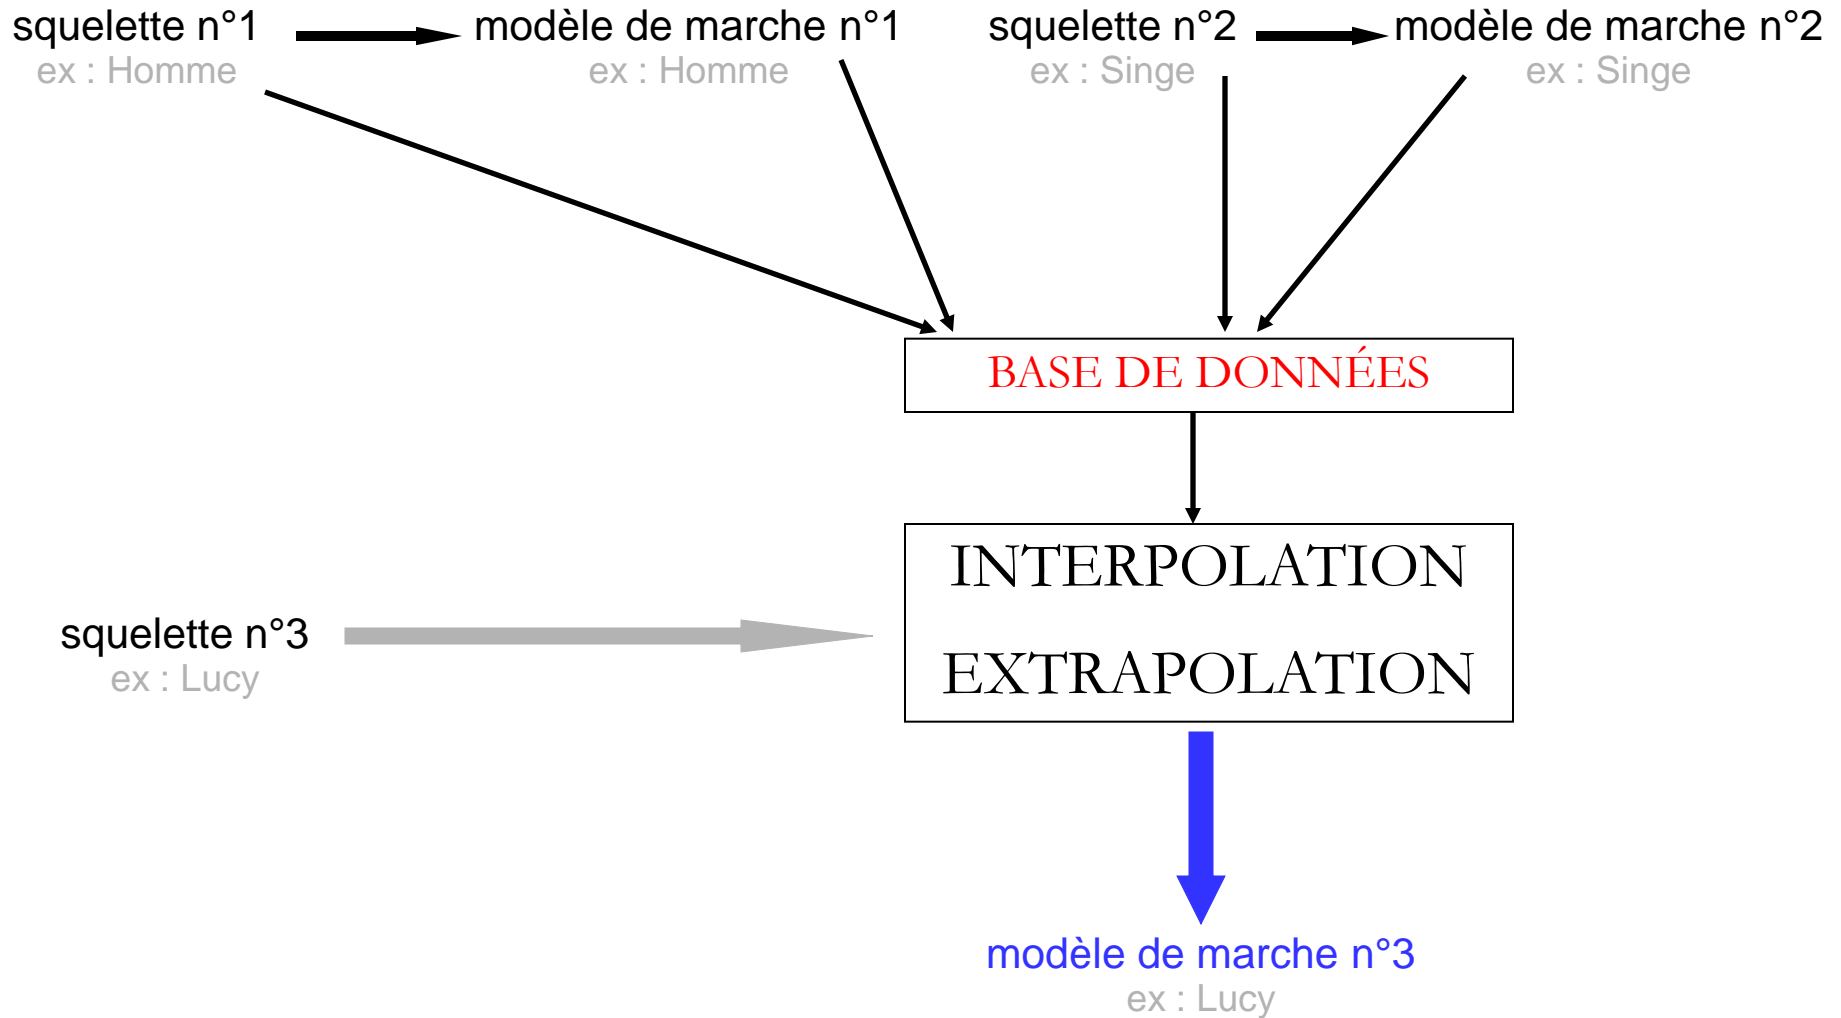 squelette n°1
ex : Homme
modèle de marche n°1
ex : Homme
squelette n°2
ex : Singe
modèle de marche n°2
ex : Singe
BASE DE DONNÉES
INTERPOLATION
EXTRAPOLATION
squelette n°3
ex : Lucy
modèle de marche n°3
ex : Lucy